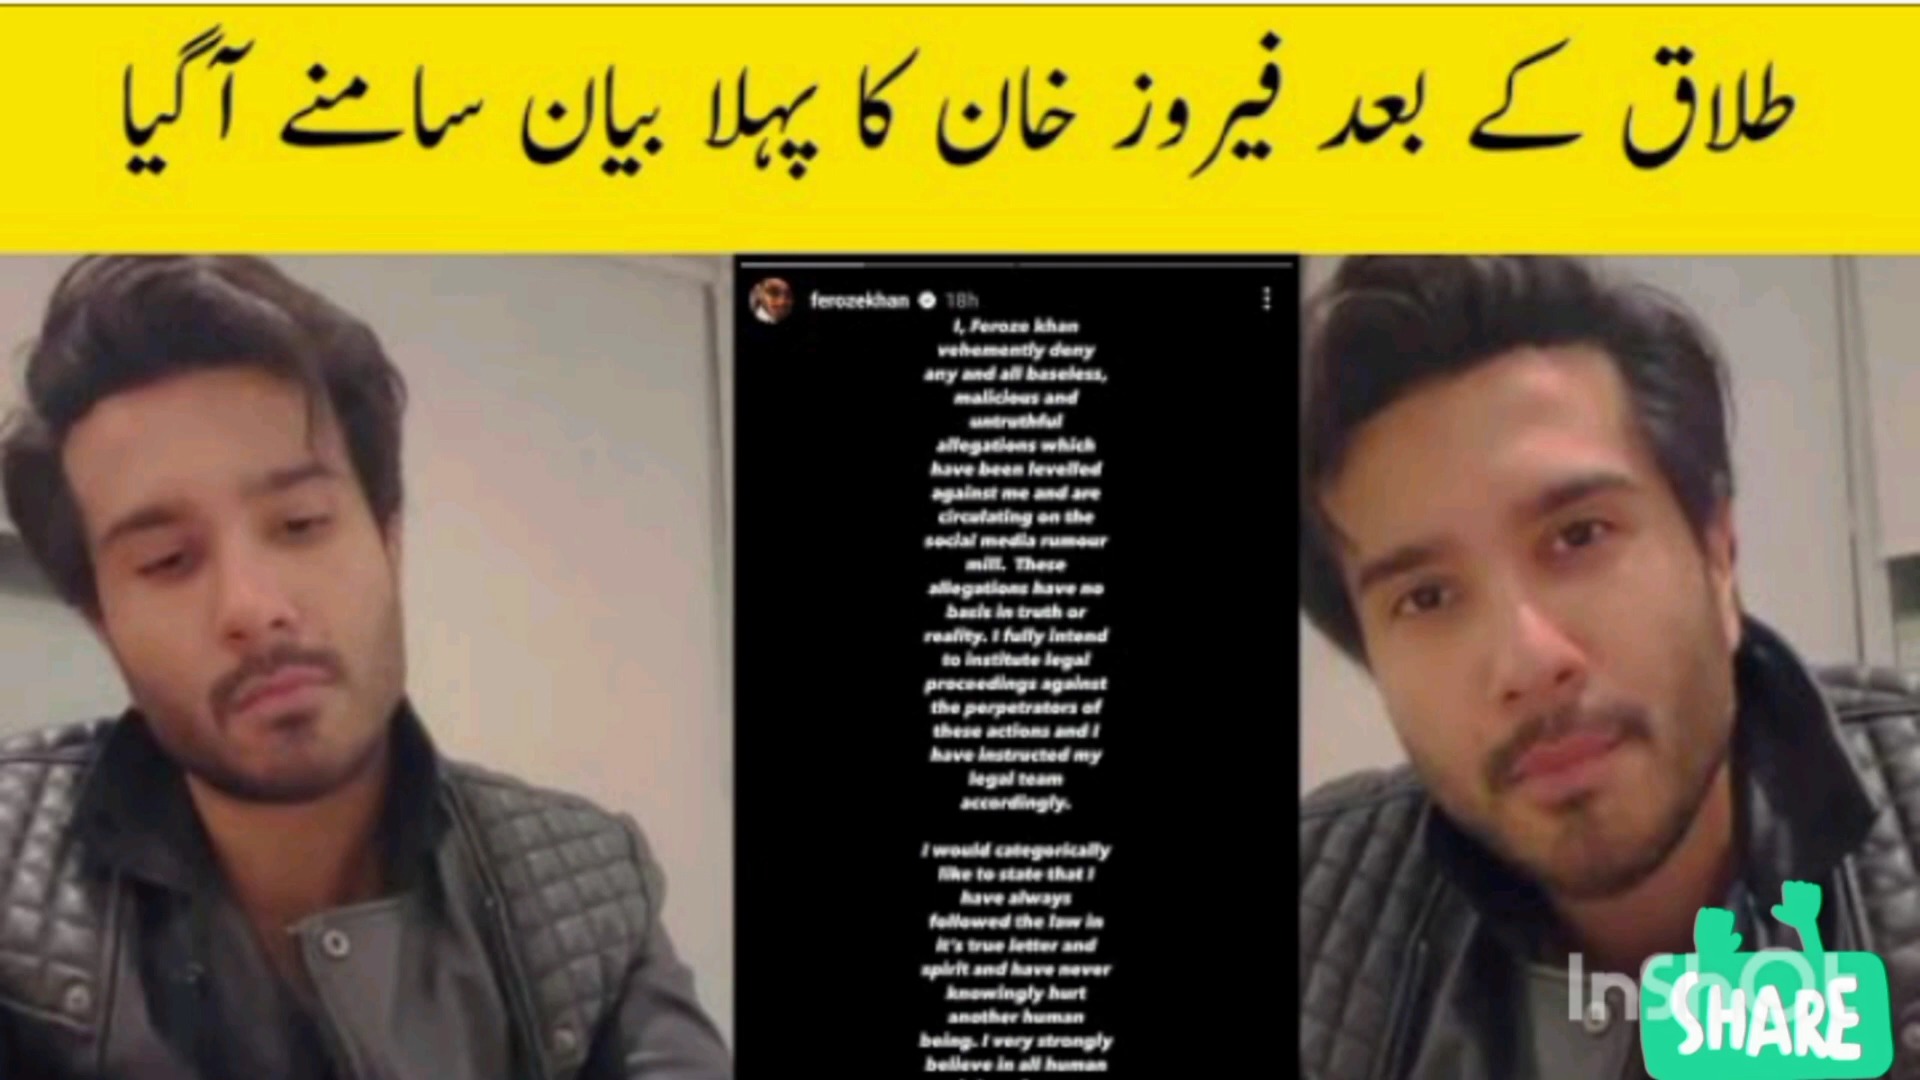 طلاق کے بعد فیروز خان کا پہلا بیان سامنے آگیا
ferozekhan 18h
I, Feroze khan
vehemently deny
any and all baseless,
malicious and
untruthful
allegations which
have been levelled
against me and are
circulating on the
social media rumour
mill. These
allegations have no
basis in truth or
reality. I fully intend
to institute legal
proceedings against
the perpetrators of
these actions and I
have instructed my
legal team
accordingly.
I would categorically
like to state that I
have always
followed the law in
it's true letter and
spirit and have never
knowingly hurt
another human
being. I very strongly
believe in all human
InShOt
SHARE